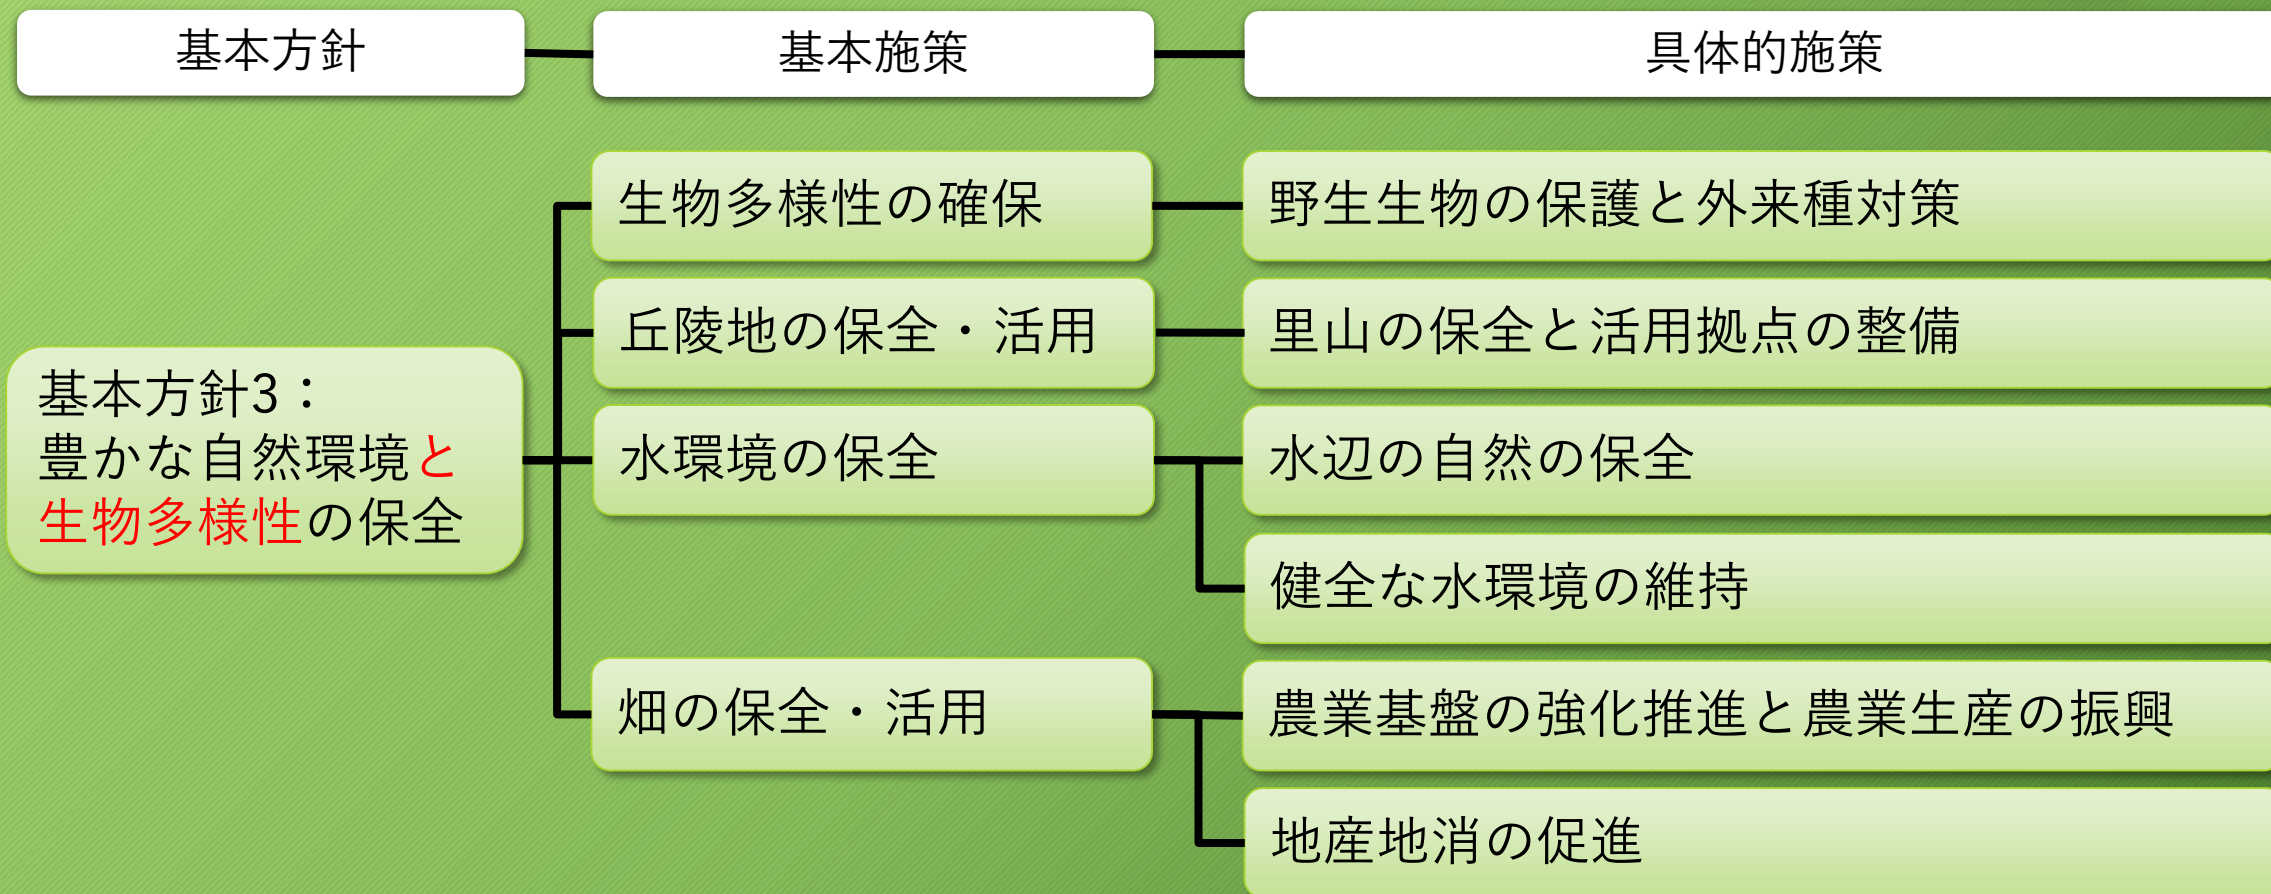 基本方針
基本施策
具体的施策
基本方針3：
豊かな自然環境と
生物多様性の保全
生物多様性の確保
野生生物の保護と外来種対策
丘陵地の保全・活用
里山の保全と活用拠点の整備
水環境の保全
水辺の自然の保全
健全な水環境の維持
畑の保全・活用
農業基盤の強化推進と農業生産の振興
地産地消の促進